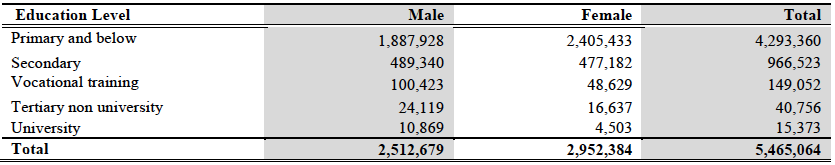 Education Level Male Female Total
Primary and below 1,887,928 2,405,433 4,293,360
Secondary 489,340 477,182 966,523
Vocational training 100,423 48,629 149,052
Tertiary non university 24,119 16,637 40,756
University 10,869 4,503 15,373
Total 2,512,679 2,952,384 5,465,064